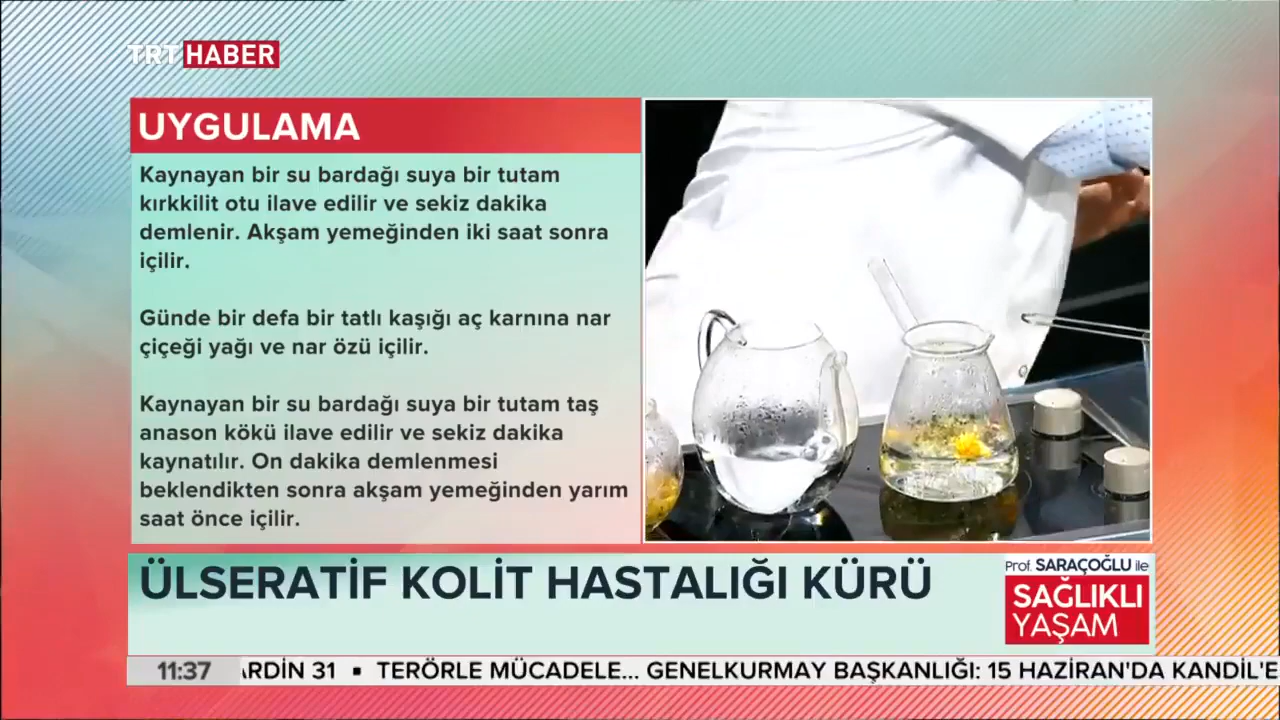 TRT HABER
UYGULAMA
Kaynayan bir su bardağı suya bir tutam
kırkkilit otu ilave edilir ve sekiz dakika
demlenir. Akşam yemeğinden iki saat sonra
içilir.
Günde bir defa bir tatlı kaşığı aç karnına nar
çiçeği yağı ve nar özü içilir.
Kaynayan bir su bardağı suya bir tutam taş
anason kökü ilave edilir ve sekiz dakika
kaynatılır. On dakika demlenmesi
beklendikten sonra akşam yemeğinden yarım
saat önce içilir.
ÜLSERATİF KOLİT HASTALIĞI KÜRÜ
Prof. SARAÇOĞLU ile
SAĞLIKLI
YAŞAM
11:37 ARDİN 31 ▪ TERÖRLE MÜCADELE... GENELKURMAY BAŞKANLIĞI: 15 HAZİRAN'DA KANDİL'E